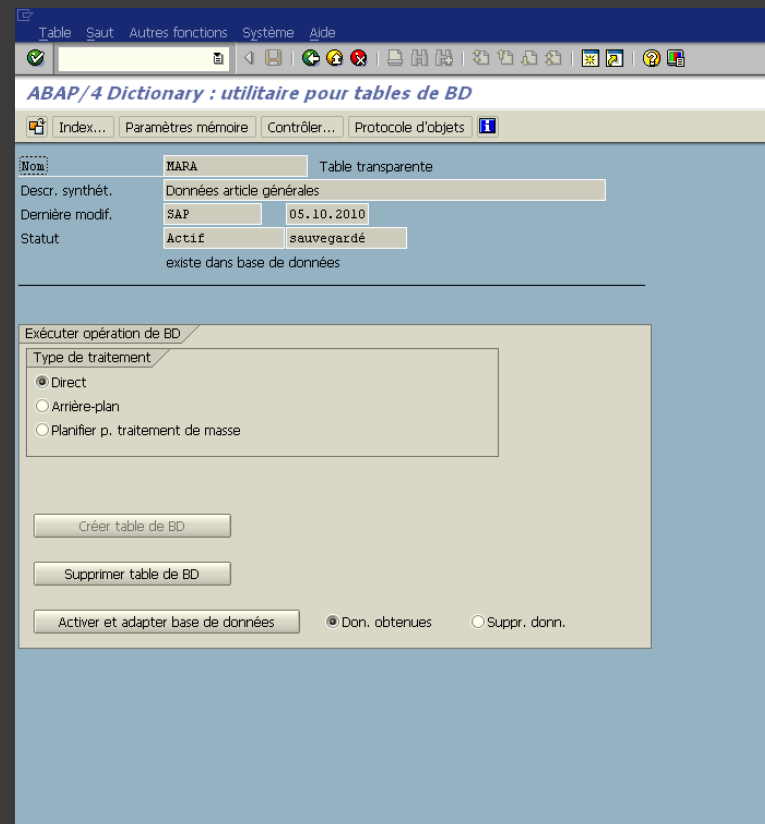 Table Saut Autres fonctions Système Aide
ABAP/4 Dictionary : utilitaire pour tables de BD
Index... Paramètres mémoire Contrôler... Protocole d'objets
Nom MARA Table transparente
Descr. synthét. Données article générales
Dernière modif. SAP 05.10.2010
Statut Actif sauvegardé
existe dans base de données
Exécuter opération de BD
Type de traitement
Direct
Arrière-plan
Planifier p. traitement de masse
Créer table de BD
Supprimer table de BD
Activer et adapter base de données Don. obtenues Suppr. donn.